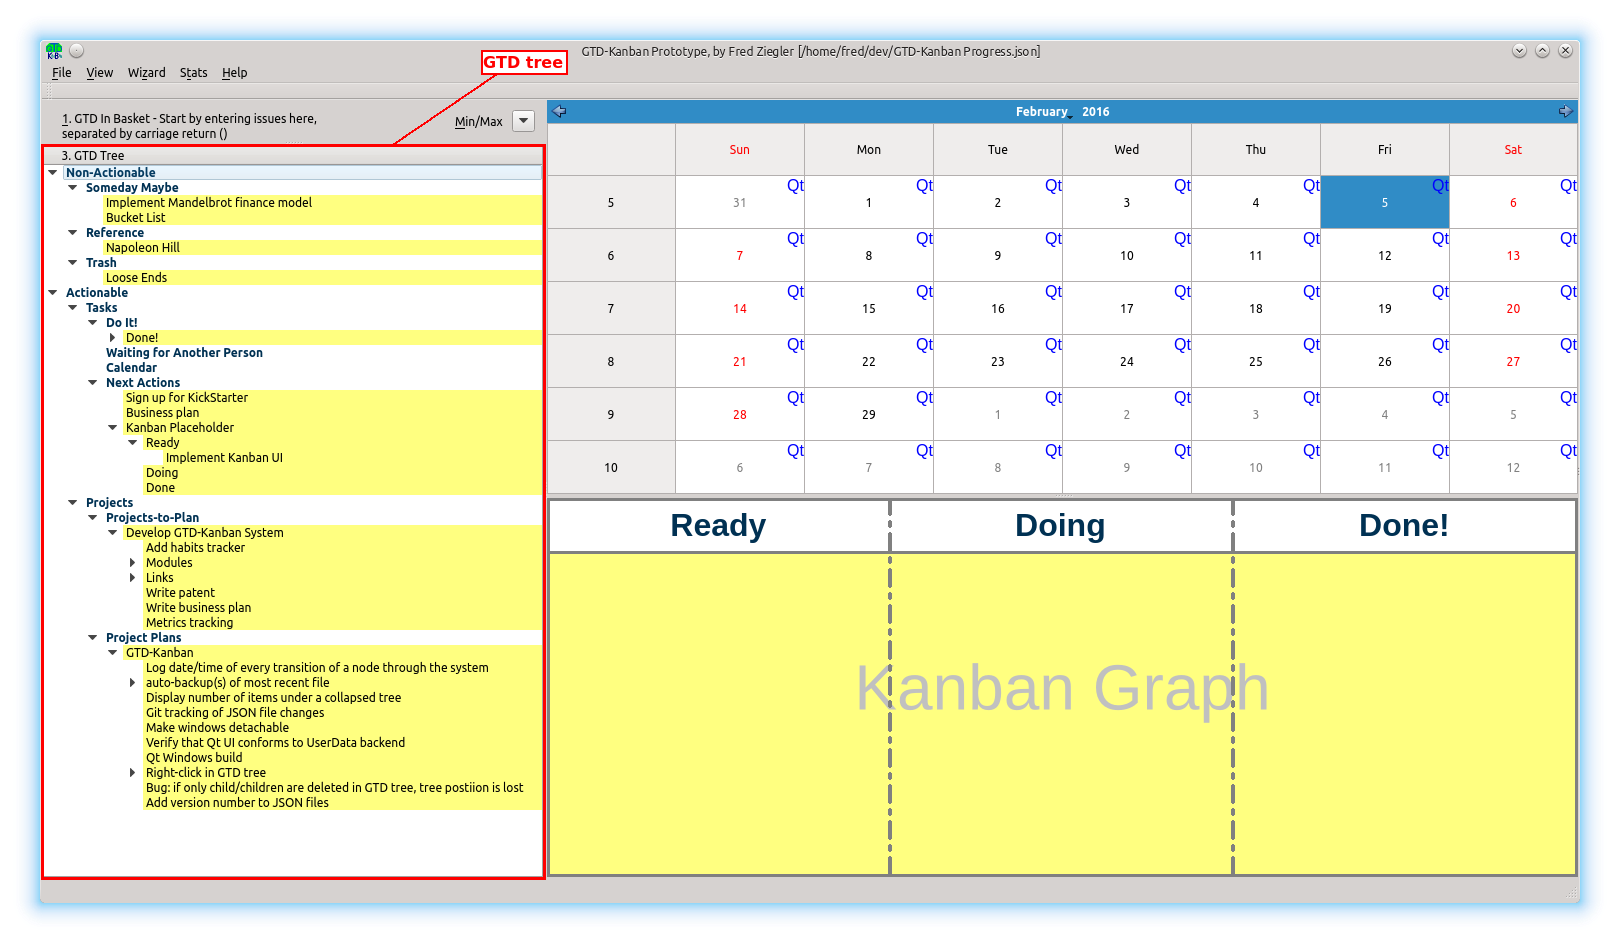 GTD-Kanban Prototype, by Fred Ziegler [/home/fred/dev/GTD-Kanban Progress.json]
File View Wizard Stats Help
GTD tree
1. GTD In Basket - Start by entering issues here,
separated by carriage return ()
Min/Max
3. GTD Tree
Non-Actionable
Someday Maybe
Implement Mandelbrot finance model
Bucket List
Reference
Napoleon Hill
Trash
Loose Ends
Actionable
Tasks
Do It!
Done!
Waiting for Another Person
Calendar
Next Actions
Sign up for KickStarter
Business plan
Kanban Placeholder
Ready
Implement Kanban UI
Doing
Done
Projects
Projects-to-Plan
Develop GTD-Kanban System
Add habits tracker
Modules
Links
Write patent
Write business plan
Metrics tracking
Project Plans
GTD-Kanban
Log date/time of every transition of a node through the system
auto-backup(s) of most recent file
Display number of items under a collapsed tree
Git tracking of JSON file changes
Make windows detachable
Verify that Qt UI conforms to UserData backend
Qt Windows build
Right-click in GTD tree
Bug: if only child/children are deleted in GTD tree, tree postiion is lost
Add version number to JSON files
February 2016
Sun Mon Tue Wed Thu Fri Sat
Qt Qt Qt Qt Qt Qt Qt
5 31 1 2 3 4 5 6
Qt Qt Qt Qt Qt Qt Qt
6 7 8 9 10 11 12 13
Qt Qt Qt Qt Qt Qt Qt
7 14 15 16 17 18 19 20
Qt Qt Qt Qt Qt Qt Qt
8 21 22 23 24 25 26 27
Qt Qt Qt Qt Qt Qt Qt
9 28 29 1 2 3 4 5
Qt Qt Qt Qt Qt Qt Qt
10 6 7 8 9 10 11 12
Ready Doing Done!
Kanban Graph